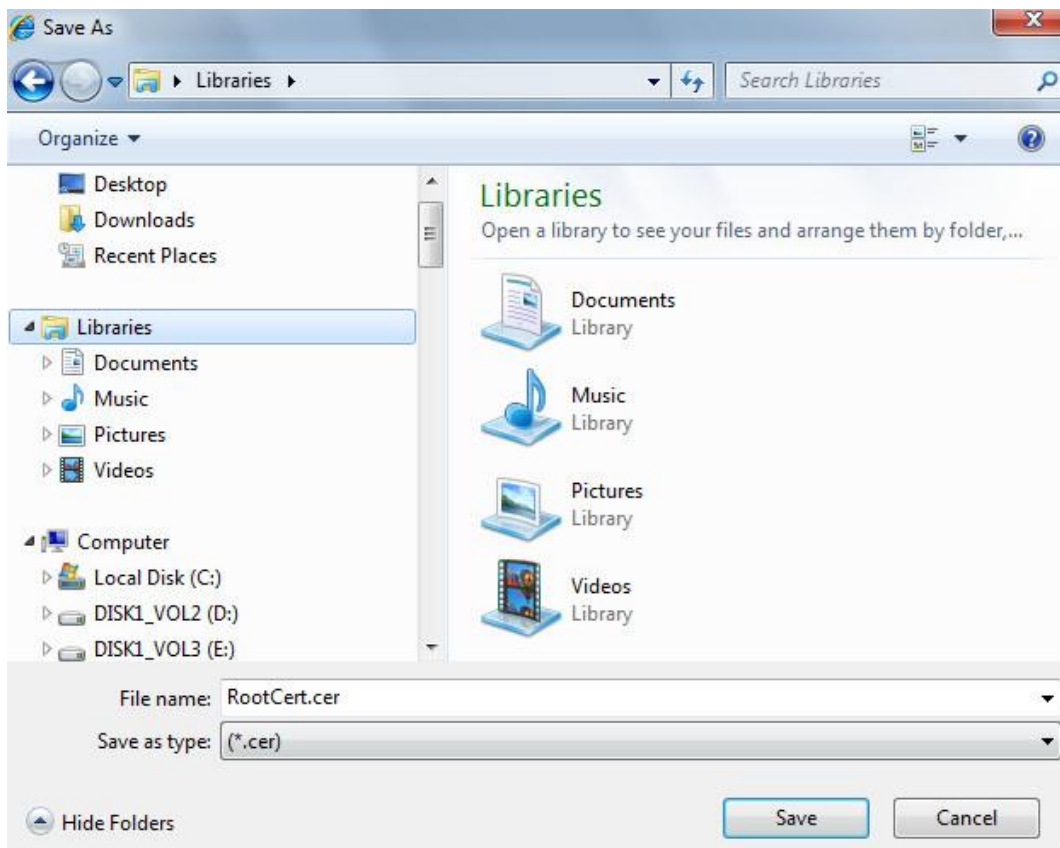 Save As
Libraries
Search Libraries
Organize
Desktop
Downloads
Recent Places
Libraries
Documents
Music
Pictures
Videos
Computer
Local Disk (C:)
DISK1_VOL2 (D:)
DISK1_VOL3 (E:)
Libraries
Open a library to see your files and arrange them by folder,...
Documents
Library
Music
Library
Pictures
Library
Videos
Library
File name: RootCert.cer
Save as type: (*.cer)
Hide Folders
Save
Cancel